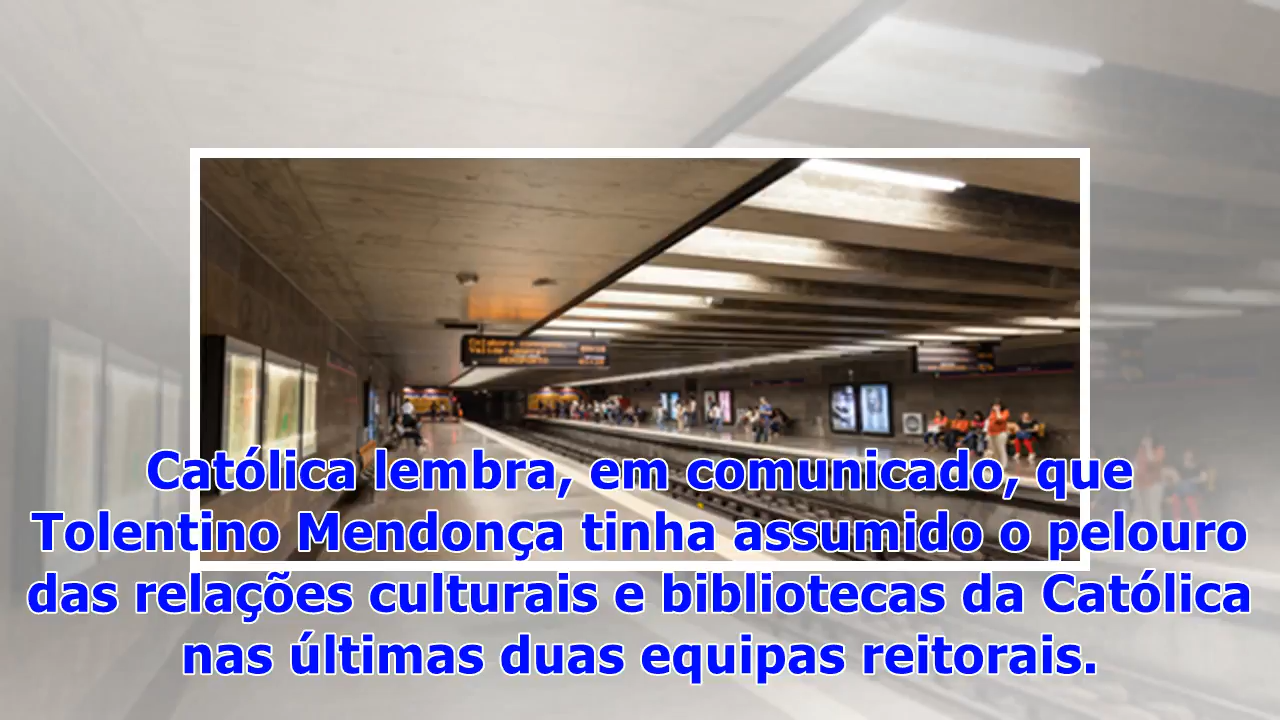 Católica lembra, em comunicado, que
Tolentino Mendonça tinha assumido o pelouro
das relações culturais e bibliotecas da Católica
nas últimas duas equipas reitorais.